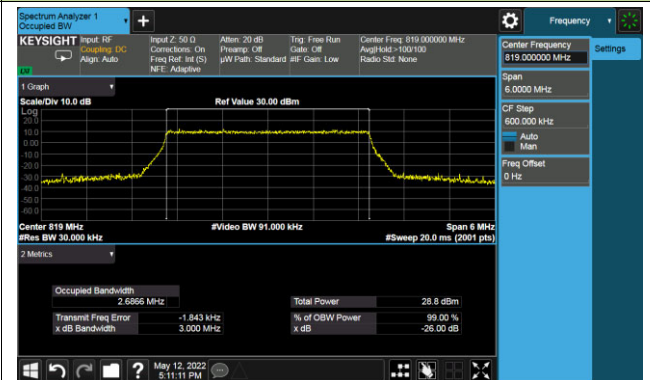 Spectrum Analyzer 1
Occupied BW
Frequency
KEYSIGHT
Input: RF
Coupling: DC
Align: Auto
Input Z: 50 Ω
Corrections: On
Freq Ref: Int (S)
NFE: Adaptive
Atten: 20 dB
Preamp: Off
µW Path: Standard
Trig: Free Run
Gate: Off
#IF Gain: Low
Center Freq: 819.000000 MHz
Avg|Hold:>100/100
Radio Std: None
Center Frequency
819.000000 MHz
Settings
Span
6.0000 MHz
CF Step
600.000 kHz
Auto
Man
Freq Offset
0 Hz
1 Graph
Scale/Div 10.0 dB
Ref Value 30.00 dBm
Log
20.0
10.0
0.00
-10.0
-20.0
-30.0
-40.0
-50.0
-60.0
Center 819 MHz
#Video BW 91.000 kHz
Span 6 MHz
#Res BW 30.000 kHz
#Sweep 20.0 ms (2001 pts)
2 Metrics
Occupied Bandwidth
2.6866 MHz
Total Power 28.8 dBm
Transmit Freq Error -1.843 kHz
% of OBW Power 99.00 %
x dB Bandwidth 3.000 MHz
x dB -26.00 dB
?
May 12, 2022
5:11:11 PM